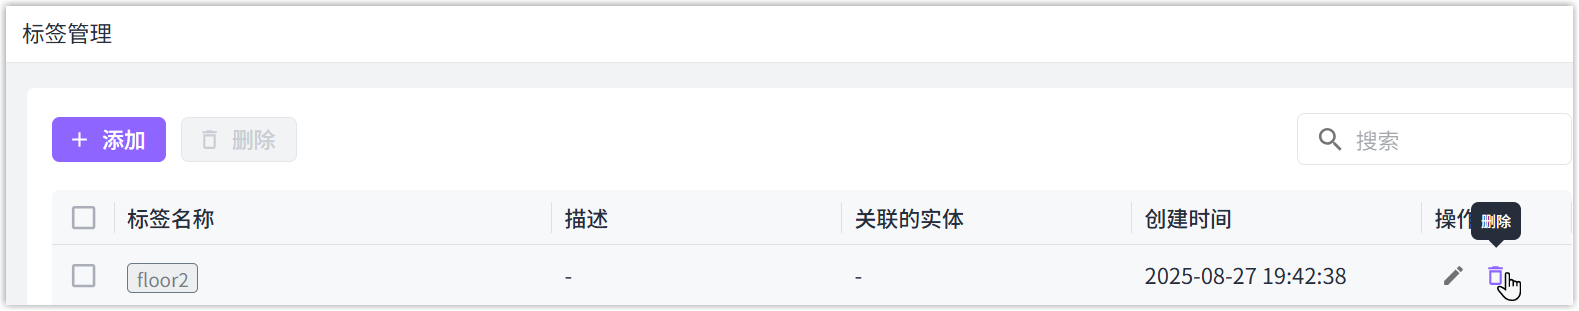 标签管理
添加 删除 搜索
标签名称 描述 关联的实体 创建时间 操作 删除
floor2 - - 2025-08-27 19:42:38